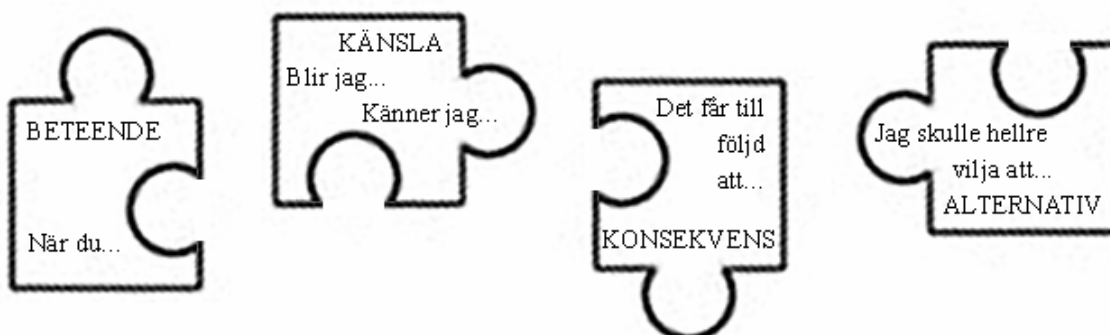 BETEENDE
När du...
KÄNSLA
Blir jag...
Känner jag...
Det får till
följd
att...
KONSEKVENS
Jag skulle hellre
vilja att...
ALTERNATIV